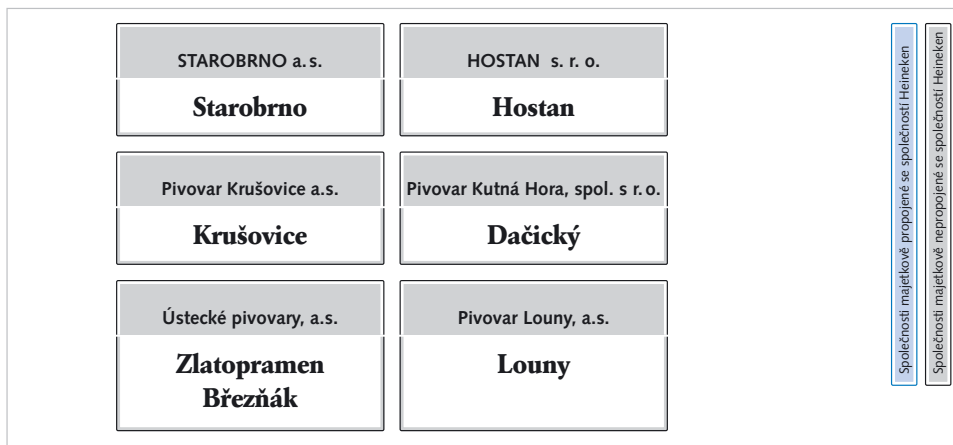 STAROBRNO a. s.
Starobrno
HOSTAN s. r. o.
Hostan
Pivovar Krušovice a.s.
Krušovice
Pivovar Kutná Hora, spol. s r. o.
Dačický
Ústecké pivovary, a.s.
Zlatopramen
Březňák
Pivovar Louny, a.s.
Louny
Společnosti majetkově propojené se společností Heineken
Společnosti majetkově nepropojené se společností Heineken